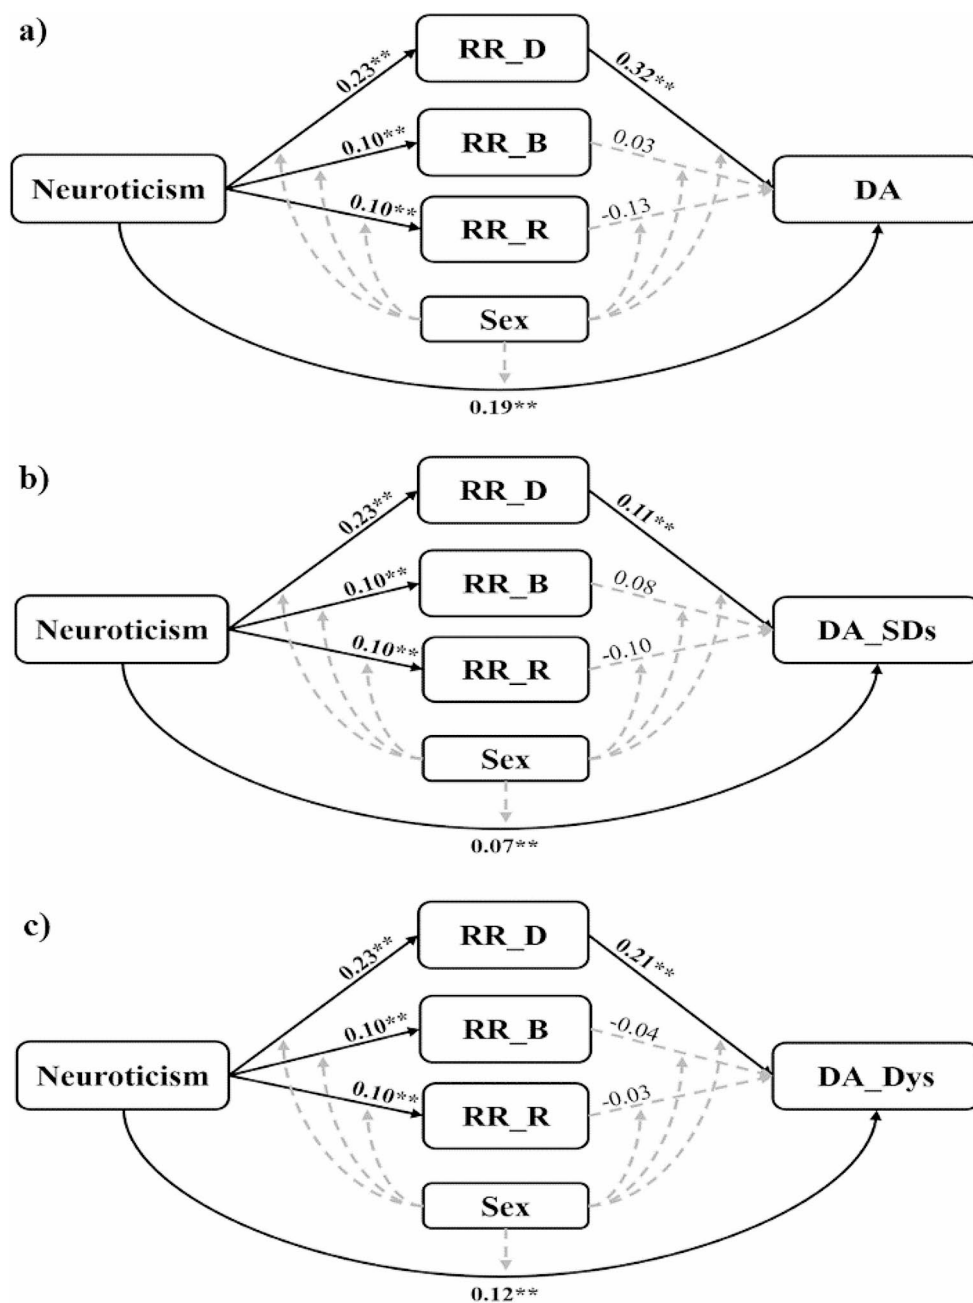 a)
RR_D
0.23**
0.32**
RR_B
0.10**
0.03
Neuroticism
DA
0.10**
RR_R
-0.13
Sex
0.19**
b)
RR_D
0.23**
0.11**
RR_B
0.10**
0.08
Neuroticism
DA_SDs
0.10**
RR_R
-0.10
Sex
0.07**
c)
RR_D
0.23**
0.21**
RR_B
0.10**
-0.04
Neuroticism
DA_Dys
0.10**
RR_R
-0.03
Sex
0.12**